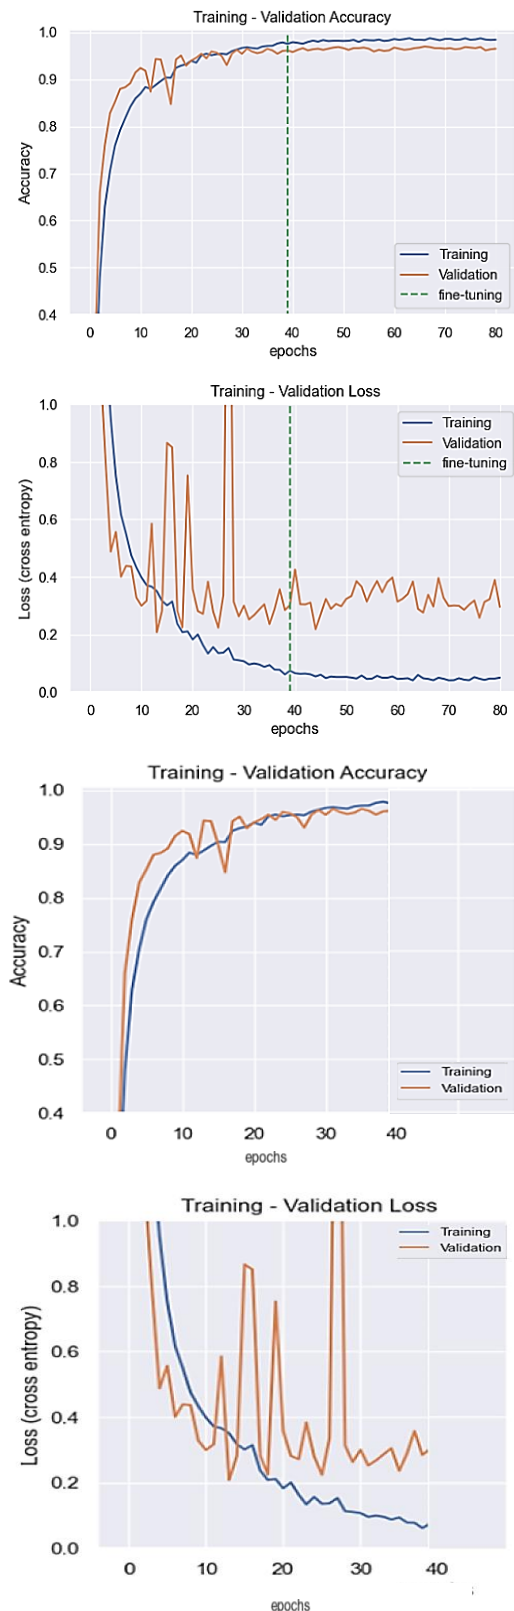 Training - Validation Accuracy
1.0
0.9
0.8
0.7
0.6
0.5
0.4
Accuracy
Training
Validation
fine-tuning
0 10 20 30 40 50 60 70 80
epochs
Training - Validation Loss
1.0
0.8
0.6
0.4
0.2
0.0
Loss (cross entropy)
Training
Validation
fine-tuning
0 10 20 30 40 50 60 70 80
epochs
Training - Validation Accuracy
1.0
0.9
0.8
0.7
0.6
0.5
0.4
Accuracy
Training
Validation
0 10 20 30 40
epochs
Training - Validation Loss
1.0
0.8
0.6
0.4
0.2
0.0
Loss (cross entropy)
Training
Validation
0 10 20 30 40
epochs